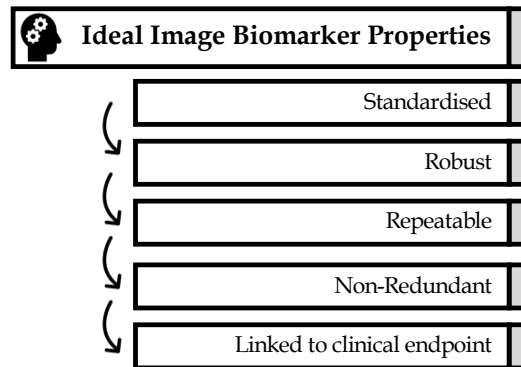 Ideal Image Biomarker Properties
Standardised
Robust
Repeatable
Non-Redundant
Linked to clinical endpoint